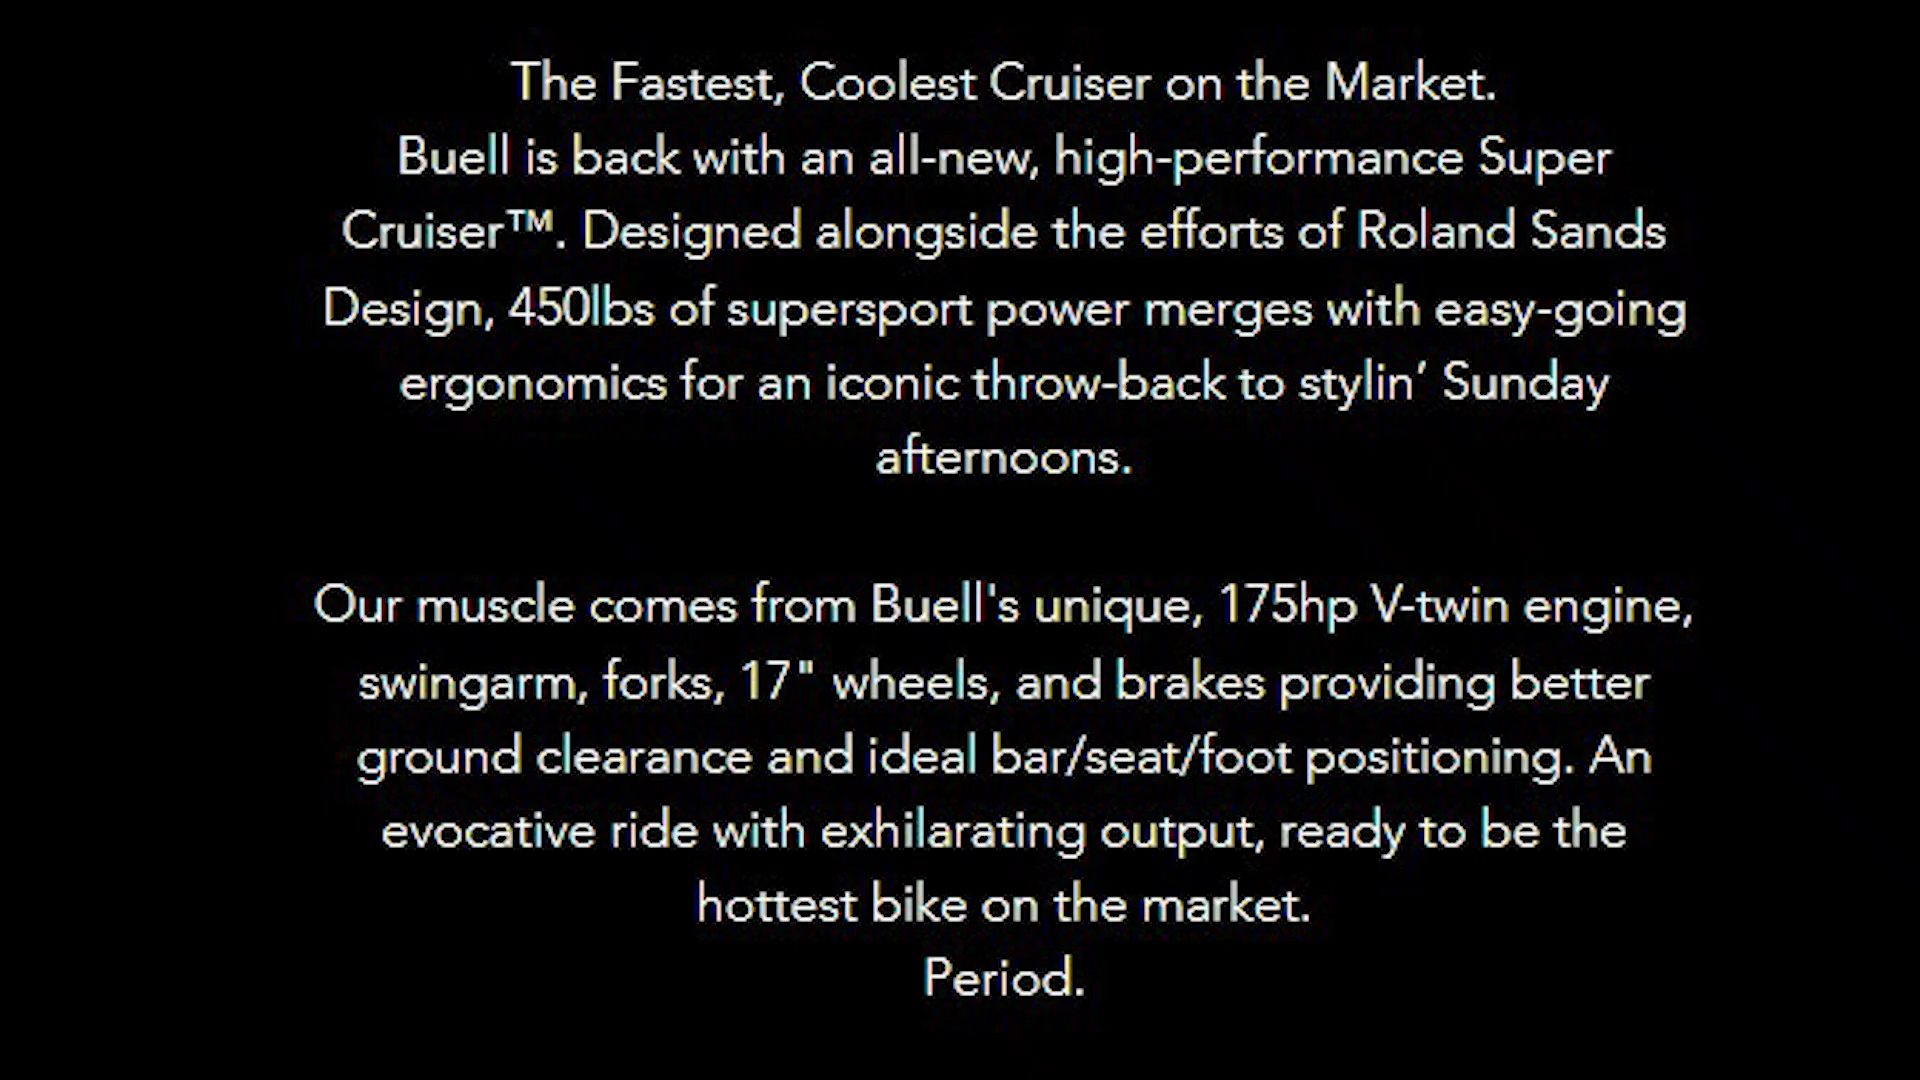 The Fastest, Coolest Cruiser on the Market.
Buell is back with an all-new, high-performance Super
Cruiser™. Designed alongside the efforts of Roland Sands
Design, 450lbs of supersport power merges with easy-going
ergonomics for an iconic throw-back to stylin’ Sunday
afternoons.
Our muscle comes from Buell's unique, 175hp V-twin engine,
swingarm, forks, 17" wheels, and brakes providing better
ground clearance and ideal bar/seat/foot positioning. An
evocative ride with exhilarating output, ready to be the
hottest bike on the market.
Period.